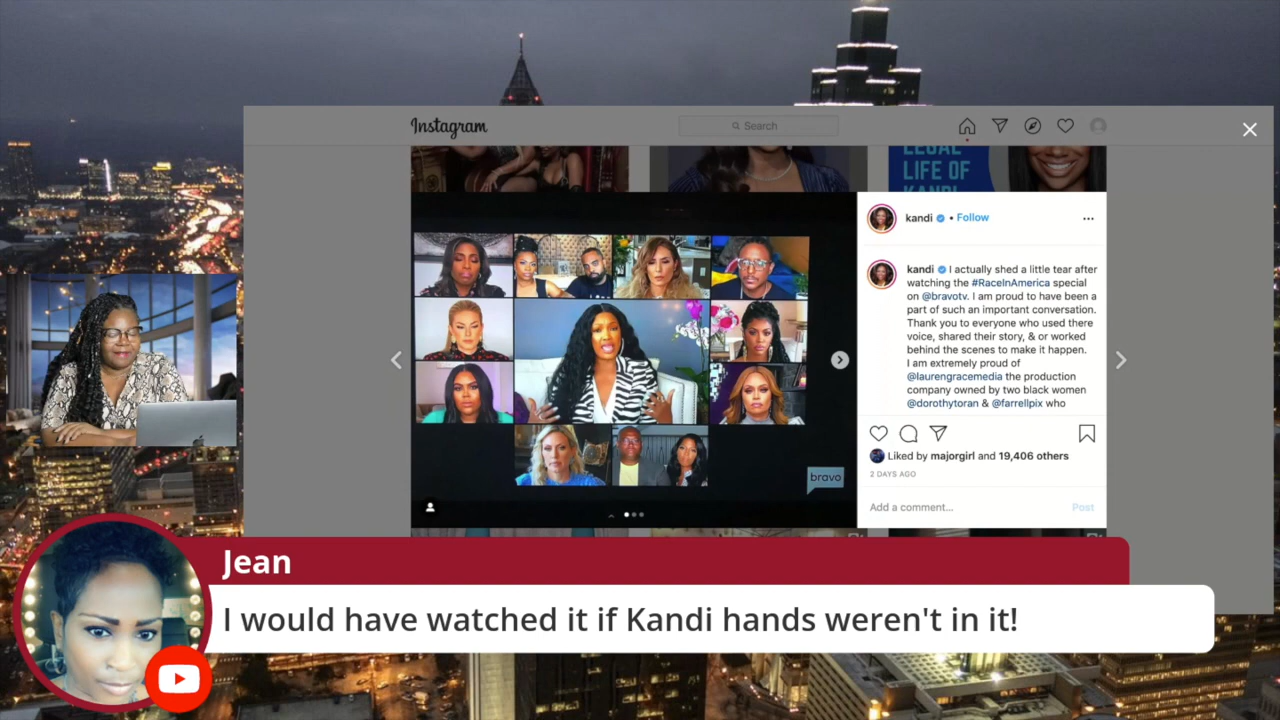 Instagram
Search
LEGAL
LIFE OF
KANDI
kandi • Follow
kandi I actually shed a little tear after
watching the #RaceInAmerica special
on @bravotv. I am proud to have been a
part of such an important conversation.
Thank you to everyone who used there
voice, shared their story, & or worked
behind the scenes to make it happen.
I am extremely proud of
@laurengracemedia the production
company owned by two black women
@dorothytoran & @farrellpix who
bravo
Liked by majorgirl and 19,406 others
2 DAYS AGO
Add a comment...
Post
Jean
I would have watched it if Kandi hands weren't in it!